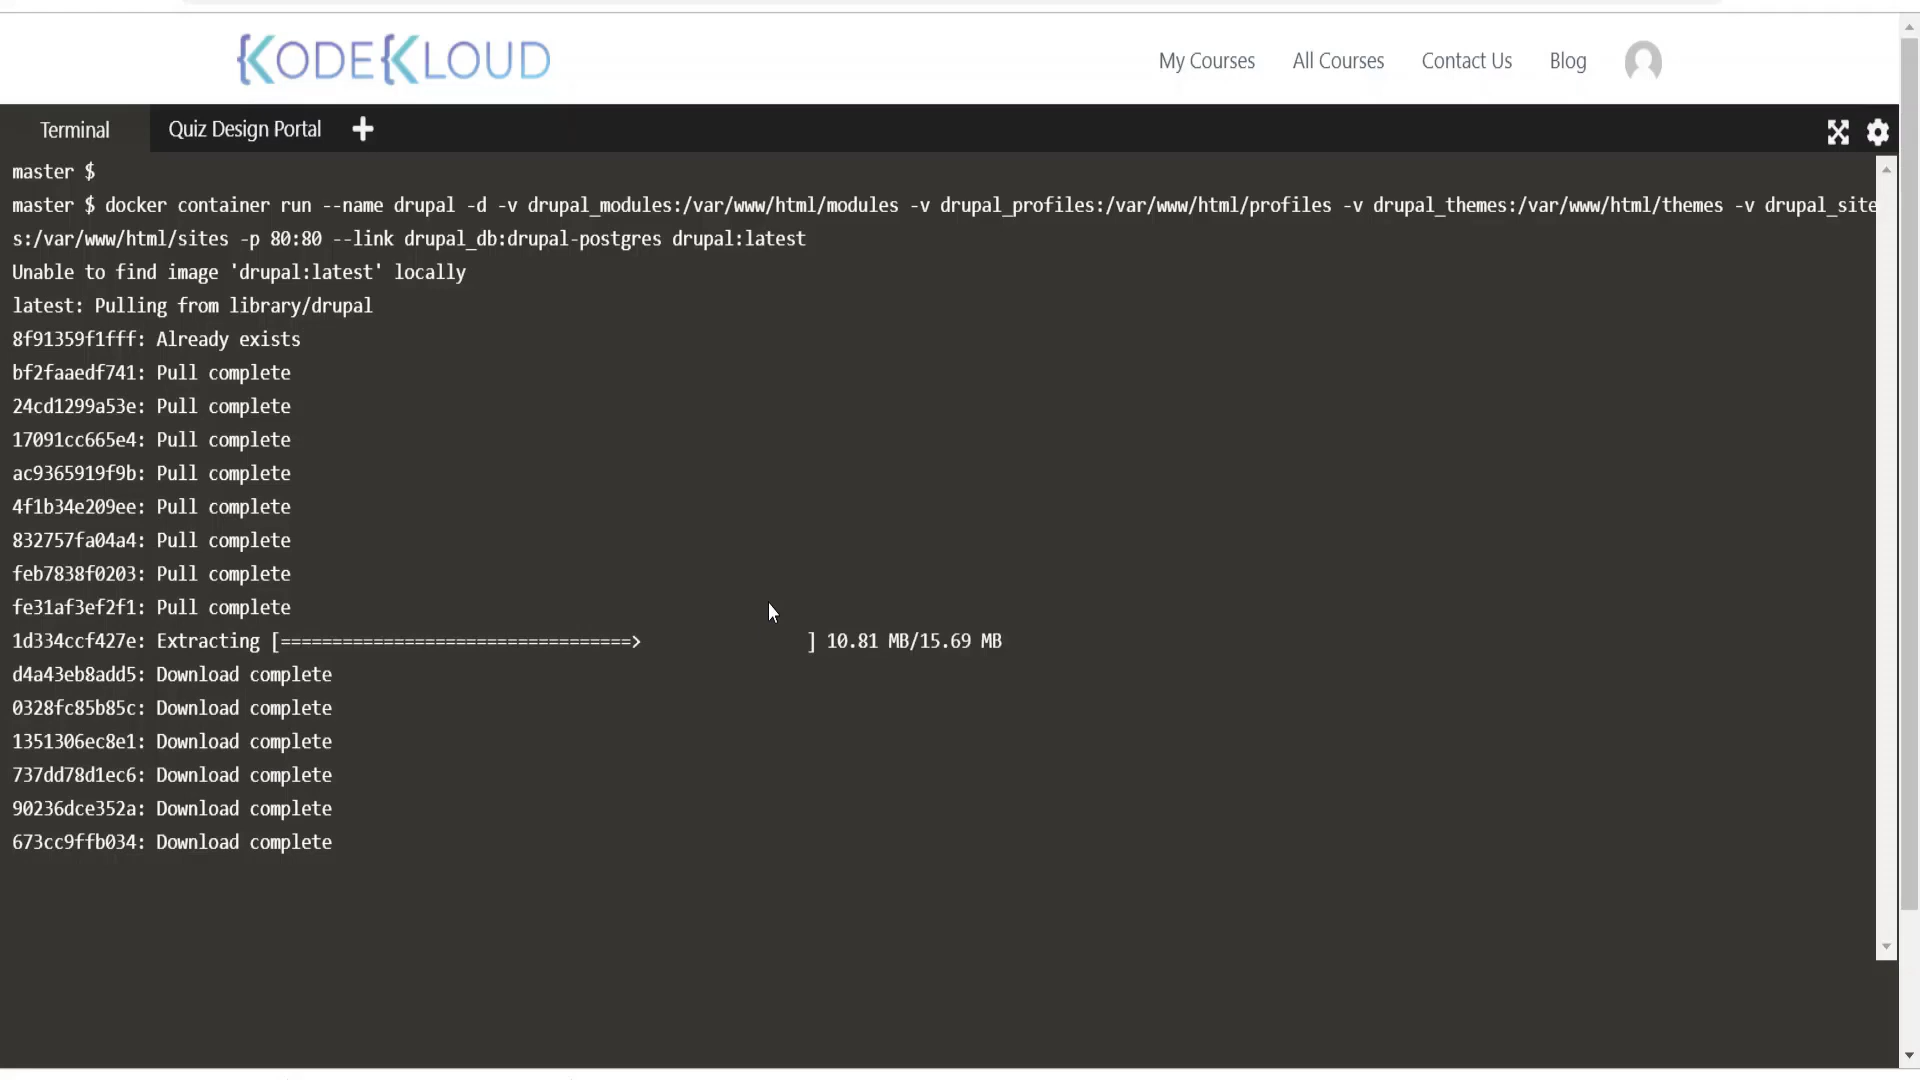 {KODE{KLOUD
My Courses
All Courses
Contact Us
Blog
Terminal
Quiz Design Portal
master $
master $ docker container run --name drupal -d -v drupal_modules:/var/www/html/modules -v drupal_profiles:/var/www/html/profiles -v drupal_themes:/var/www/html/themes -v drupal_site
s:/var/www/html/sites -p 80:80 --link drupal_db:drupal-postgres drupal:latest
Unable to find image 'drupal:latest' locally
latest: Pulling from library/drupal
8f91359f1fff: Already exists
bf2faaedf741: Pull complete
24cd1299a53e: Pull complete
17091cc665e4: Pull complete
ac9365919f9b: Pull complete
4f1b34e209ee: Pull complete
832757fa04a4: Pull complete
feb7838f0203: Pull complete
fe31af3ef2f1: Pull complete
1d334ccf427e: Extracting [==================================>                ] 10.81 MB/15.69 MB
d4a43eb8add5: Download complete
0328fc85b85c: Download complete
1351306ec8e1: Download complete
737dd78d1ec6: Download complete
90236dce352a: Download complete
673cc9ffb034: Download complete